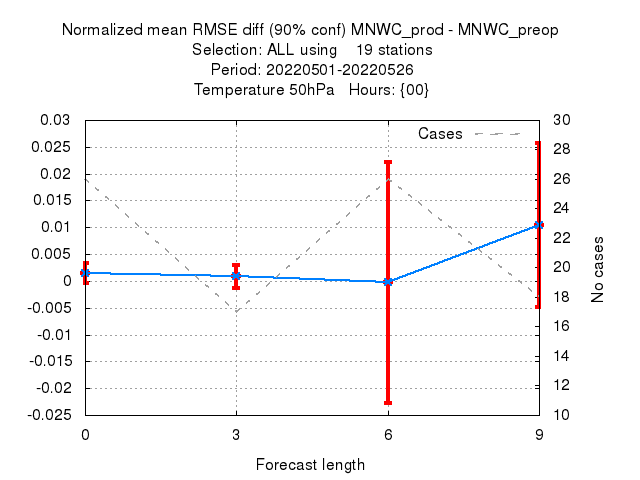 Normalized mean RMSE diff (90% conf) MNWC_prod - MNWC_preop
Selection: ALL using    19 stations
Period: 20220501-20220526
Temperature 50hPa   Hours: {00}
Cases
0.03
0.025
0.02
0.015
0.01
0.005
0
-0.005
-0.01
-0.015
-0.02
-0.025
30
28
26
24
22
20
18
16
14
12
10
No cases
0 3 6 9
Forecast length